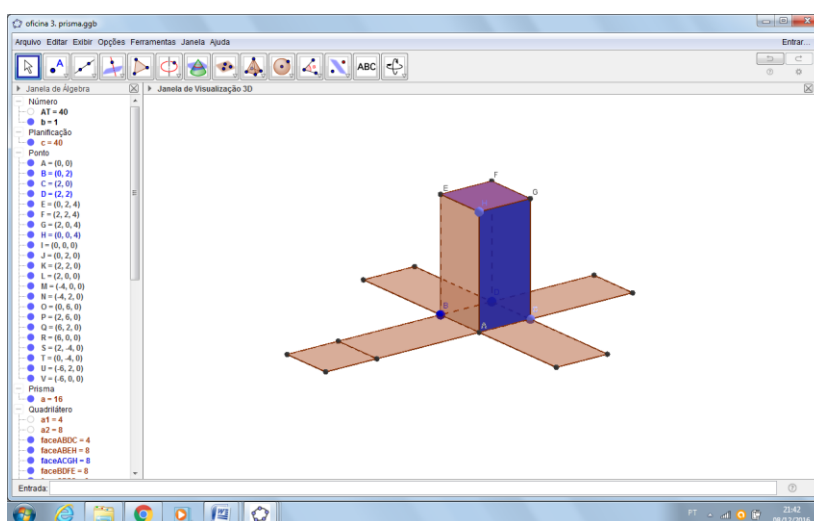 oficina 3. prisma.ggb
Arquivo Editar Exibir Opções Ferramentas Janela Ajuda
Entrar...
A
ABC
Janela de Álgebra
Janela de Visualização 3D
Número
AT = 40
b = 1
Planificação
c = 40
Ponto
A = (0, 0)
B = (0, 2)
C = (2, 0)
D = (2, 2)
E = (0, 2, 4)
F = (2, 2, 4)
G = (2, 0, 4)
H = (0, 0, 4)
I = (0, 0, 0)
J = (0, 2, 0)
K = (2, 2, 0)
L = (2, 0, 0)
M = (-4, 0, 0)
N = (-4, 2, 0)
O = (0, 6, 0)
P = (2, 6, 0)
Q = (6, 2, 0)
R = (6, 0, 0)
S = (2, -4, 0)
T = (0, -4, 0)
U = (-6, 2, 0)
V = (-6, 0, 0)
Prisma
a = 16
Quadrilátero
a1 = 4
a2 = 8
faceABDC = 4
faceABEH = 8
faceACGH = 8
faceBDFE = 8
F
E
G
H
D
B
A
Entrada:
PT
21:42
08/12/2016